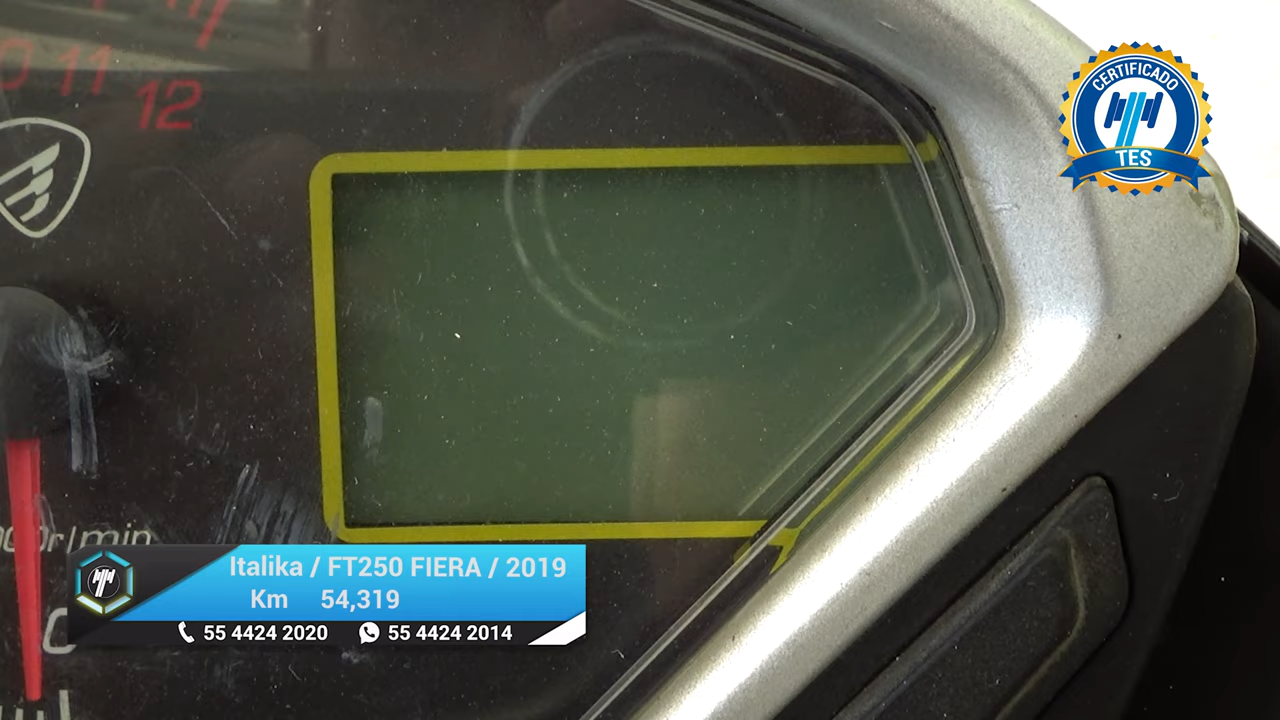 11
12
CERTIFICADO
TES
r/min
Italika / FT250 FIERA / 2019
Km 54,319
55 4424 2020 55 4424 2014